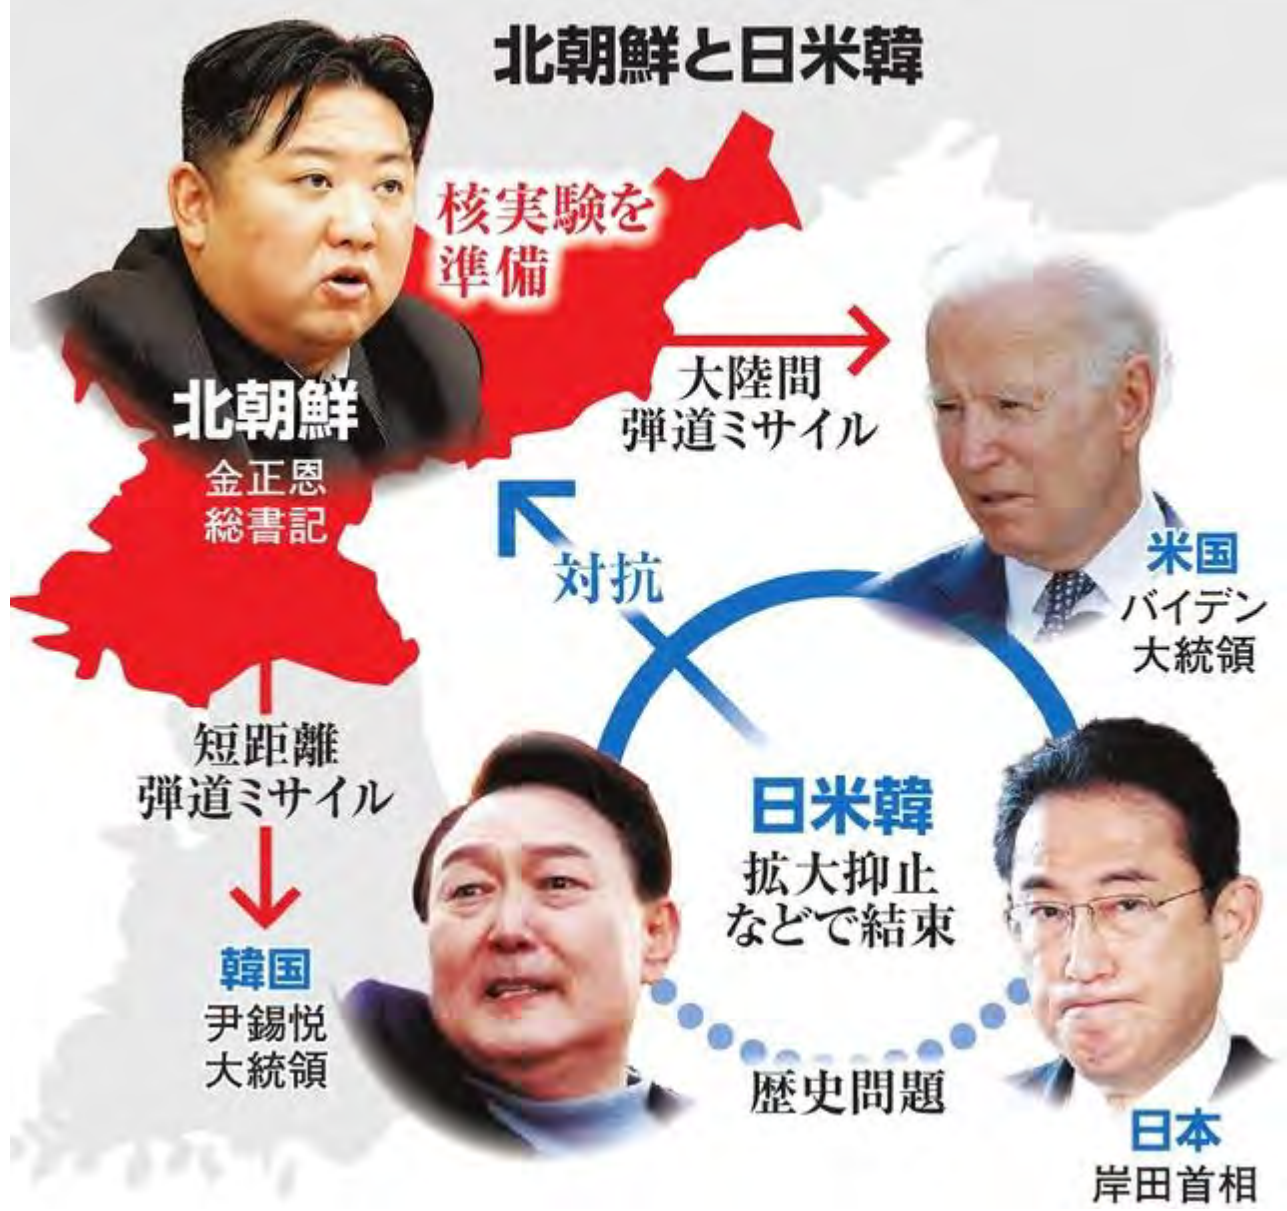 北朝鮮と日米韓
核実験を
準備
大陸間
弾道ミサイル
北朝鮮
金正恩
総書記
対抗
米国
バイデン
大統領
短距離
弾道ミサイル
日米韓
拡大抑止
などで結束
韓国
尹錫悦
大統領
歴史問題
日本
岸田首相